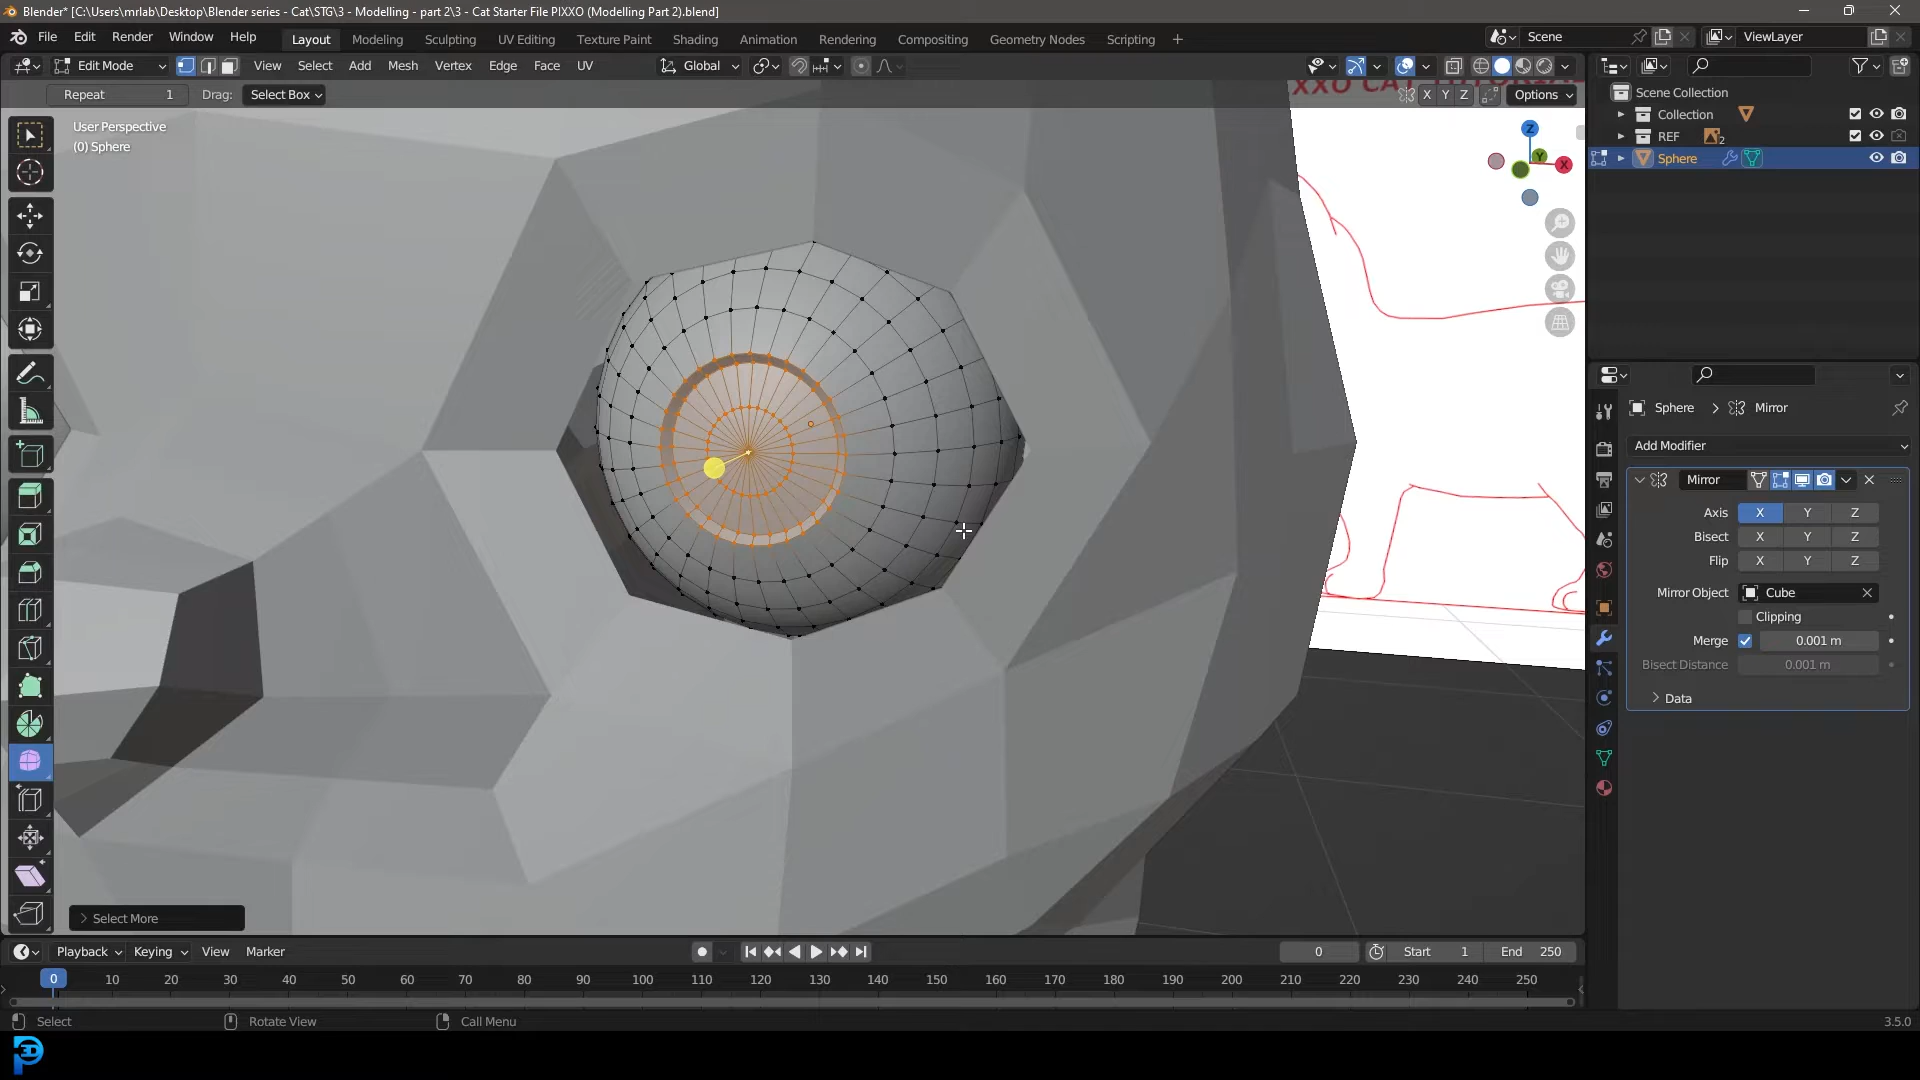 Blender* [C:\Users\mrlab\Desktop\Blender series - Cat\STG\3 - Modelling - part 2\3 - Cat Starter File PIXXO (Modelling Part 2).blend]
File Edit Render Window Help Layout Modeling Sculpting UV Editing Texture Paint Shading Animation Rendering Compositing Geometry Nodes Scripting + Scene ViewLayer
Edit Mode View Select Add Mesh Vertex Edge Face UV Global
Repeat 1 Drag: Select Box X Y Z Options
XXO CAT TUTORIAL
User Perspective
(0) Sphere
Z
Y
X
Scene Collection
Collection
REF 2
Sphere
Sphere > Mirror
Add Modifier
Mirror
Axis X Y Z
Bisect X Y Z
Flip X Y Z
Mirror Object Cube
Clipping
Merge 0.001 m
Bisect Distance 0.001 m
Data
Select More
Playback Keying View Marker 0 Start 1 End 250
0 10 20 30 40 50 60 70 80 90 100 110 120 130 140 150 160 170 180 190 200 210 220 230 240 250
Select Rotate View Call Menu 3.5.0